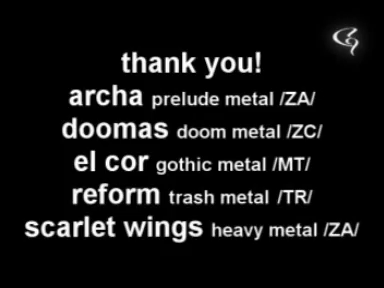 thank you!
archa prelude metal /ZA/
doomas doom metal /ZC/
el cor gothic metal /MT/
reform trash metal /TR/
scarlet wings heavy metal /ZA/